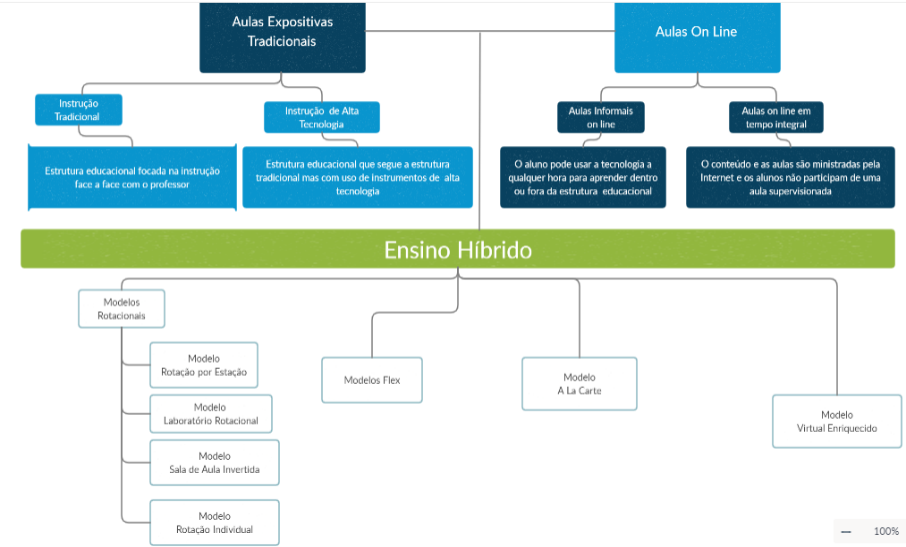 Aulas Expositivas
Tradicionais
Aulas On Line
Instrução
Tradicional
Instrução de Alta
Tecnologia
Aulas Informais
on line
Aulas on line em
tempo integral
Estrutura educacional focada na instrução
face a face com o professor
Estrutura educacional que segue a estrutura
tradicional mas com uso de instrumentos de alta
tecnologia
O aluno pode usar a tecnologia a
qualquer hora para aprender dentro
ou fora da estrutura educacional
O conteúdo e as aulas são ministradas pela
Internet e os alunos não participam de uma
aula supervisionada
Ensino Híbrido
Modelos
Rotacionais
Modelo
Rotação por Estação
Modelo
Laboratório Rotacional
Modelo
Sala de Aula Invertida
Modelo
Rotação Individual
Modelos Flex
Modelo
A La Carte
Modelo
Virtual Enriquecido
— 100%